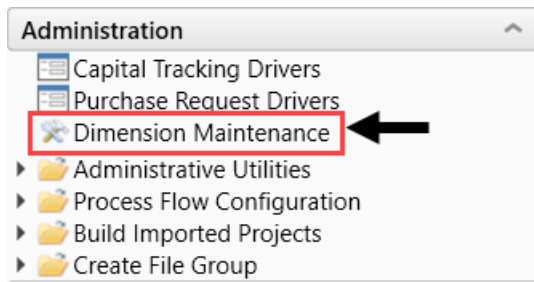 Administration
Capital Tracking Drivers
Purchase Request Drivers
Dimension Maintenance
Administrative Utilities
Process Flow Configuration
Build Imported Projects
Create File Group